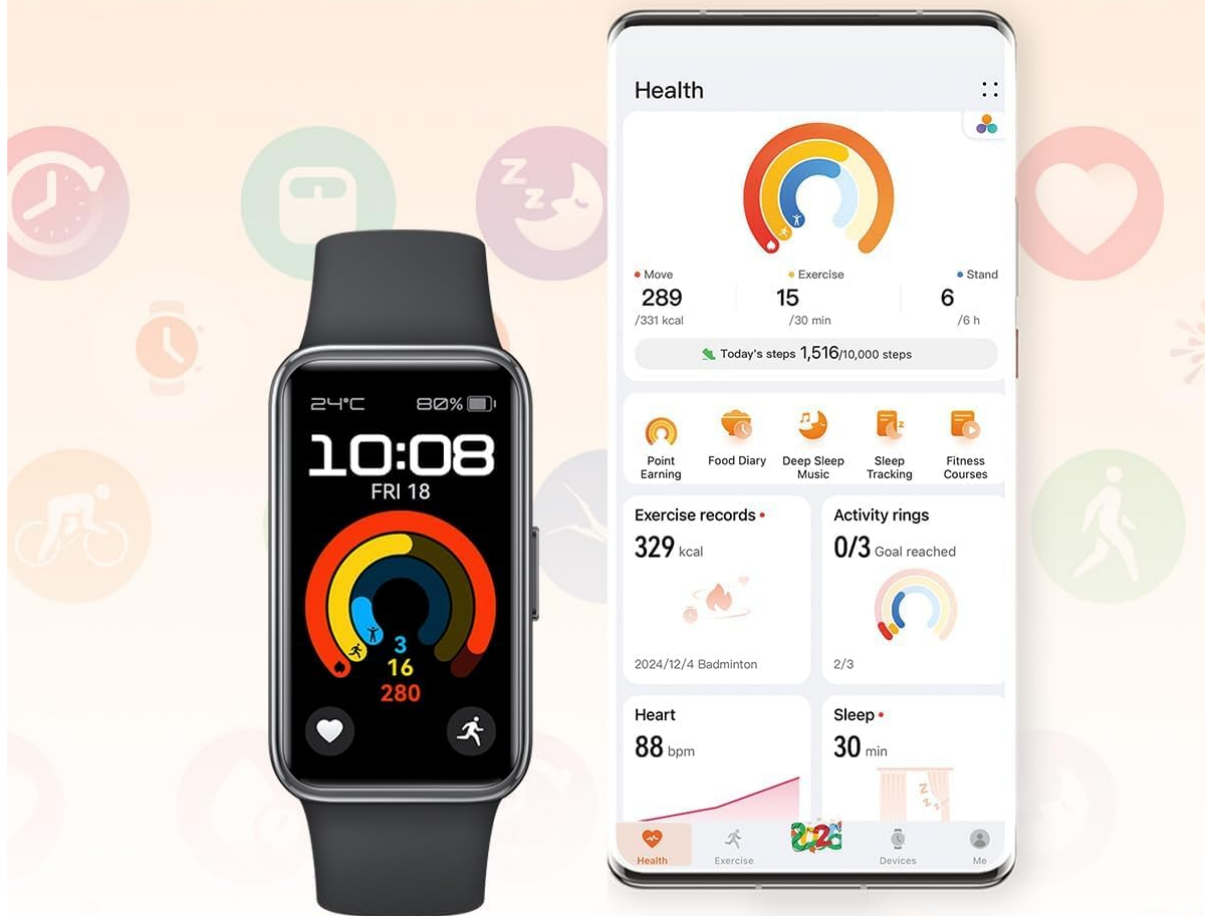 24°C 80%
10:08
FRI 18
3
16
280
Health
Move Exercise Stand
289 15 6
/331 kcal /30 min /6 h
Today's steps 1,516/10,000 steps
Point Earning
Food Diary
Deep Sleep Music
Sleep Tracking
Fitness Courses
Exercise records
329 kcal
2024/12/4 Badminton
Activity rings
0/3 Goal reached
2/3
Heart
88 bpm
Sleep
30 min
z
z
z
Health Exercise Devices Me
Z
z